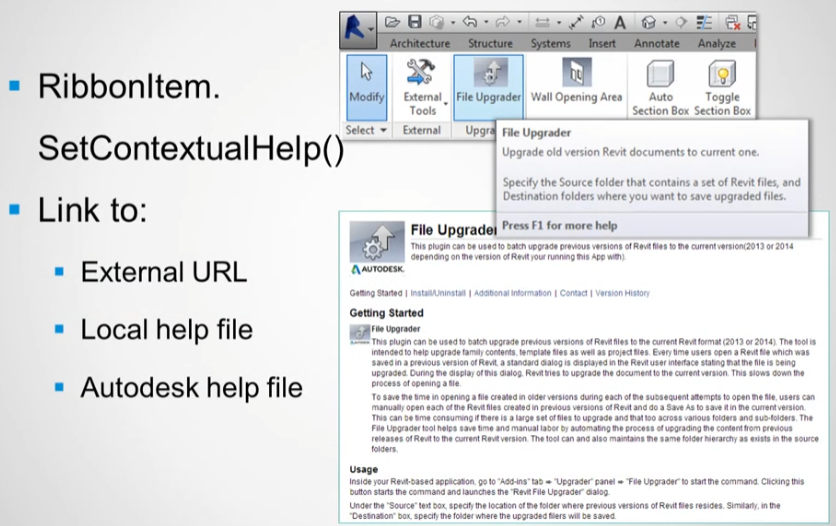 RibbonItem.
SetContextualHelp()
Link to:
External URL
Local help file
Autodesk help file
Architecture Structure Systems Insert Annotate Analyze
Modify
External Tools
File Upgrader
Wall Opening Area
Auto Section Box
Toggle Section Box
Select External Upgra
File Upgrader
Upgrade old version Revit documents to current one.
Specify the Source folder that contains a set of Revit files, and
Destination folders where you want to save upgraded files.
Press F1 for more help
AUTODESK.
File Upgrader
This plugin can be used to batch upgrade previous versions of Revit files to the current version(2013 or 2014
depending on the version of Revit your running this App with).
Getting Started | Install/Uninstall | Additional Information | Contact | Version History
Getting Started
File Upgrader
This plugin can be used to batch upgrade previous versions of Revit files to the current Revit format (2013 or 2014). The tool is
intended to help upgrade family contents, template files as well as project files. Every time users open a Revit file which was
saved in a previous version of Revit, a standard dialog is displayed in the Revit user interface stating that the file is being
upgraded. During the display of this dialog, Revit tries to upgrade the document to the current version. This slows down the
process of opening a file.
To save the time in opening a file created in older versions during each of the subsequent attempts to open the file, users can
manually open each of the Revit files created in previous versions of Revit and do a Save As to save it in the current version.
This can be time consuming if there is a large set of files to upgrade and that too across various folders and sub-folders. The
File Upgrader tool helps save time and manual labor by automating the process of upgrading the content from previous
releases of Revit to the current Revit version. The tool can and also maintains the same folder hierarchy as exists in the source
folders.
Usage
Inside your Revit-based application, go to "Add-ins" tab ⇒ "Upgrader" panel ⇒ "File Upgrader" to start the command. Clicking this
button starts the command and launches the "Revit File Upgrader" dialog.
Under the "Source" text box, specify the location of the folder where previous versions of Revit files resides. Similarly, in the
"Destination" box, specify the folder where the upgraded filers will be saved.